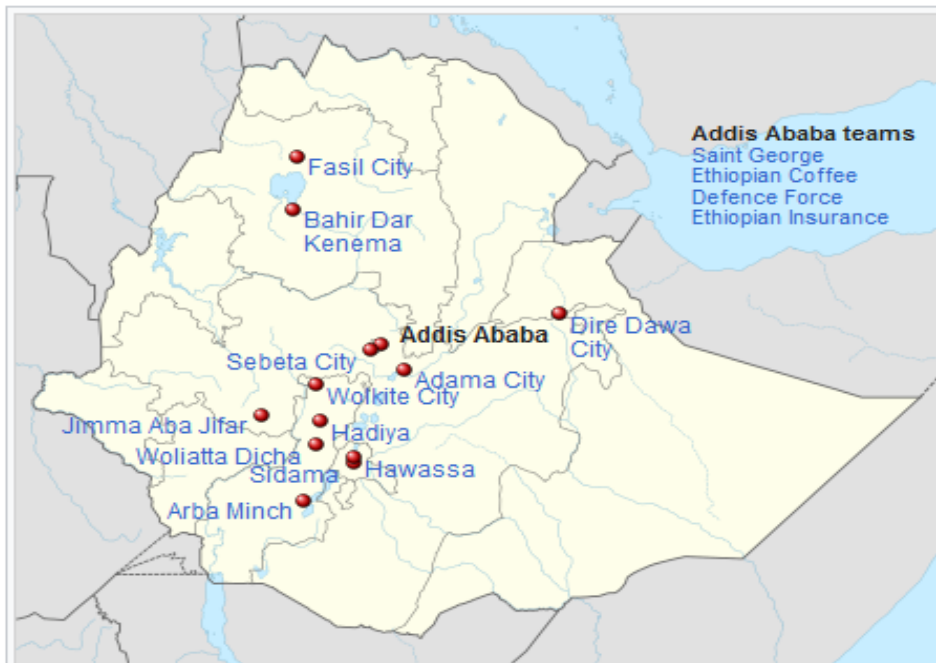 Addis Ababa teams
Saint George
Ethiopian Coffee
Defence Force
Ethiopian Insurance
Fasil City
Bahir Dar
Kenema
Dire Dawa
City
Addis Ababa
Sebeta City
Adama City
Wolkite City
Jimma Aba Jifar
Hadiya
Woliatta Dicha
Sidama
Hawassa
Arba Minch